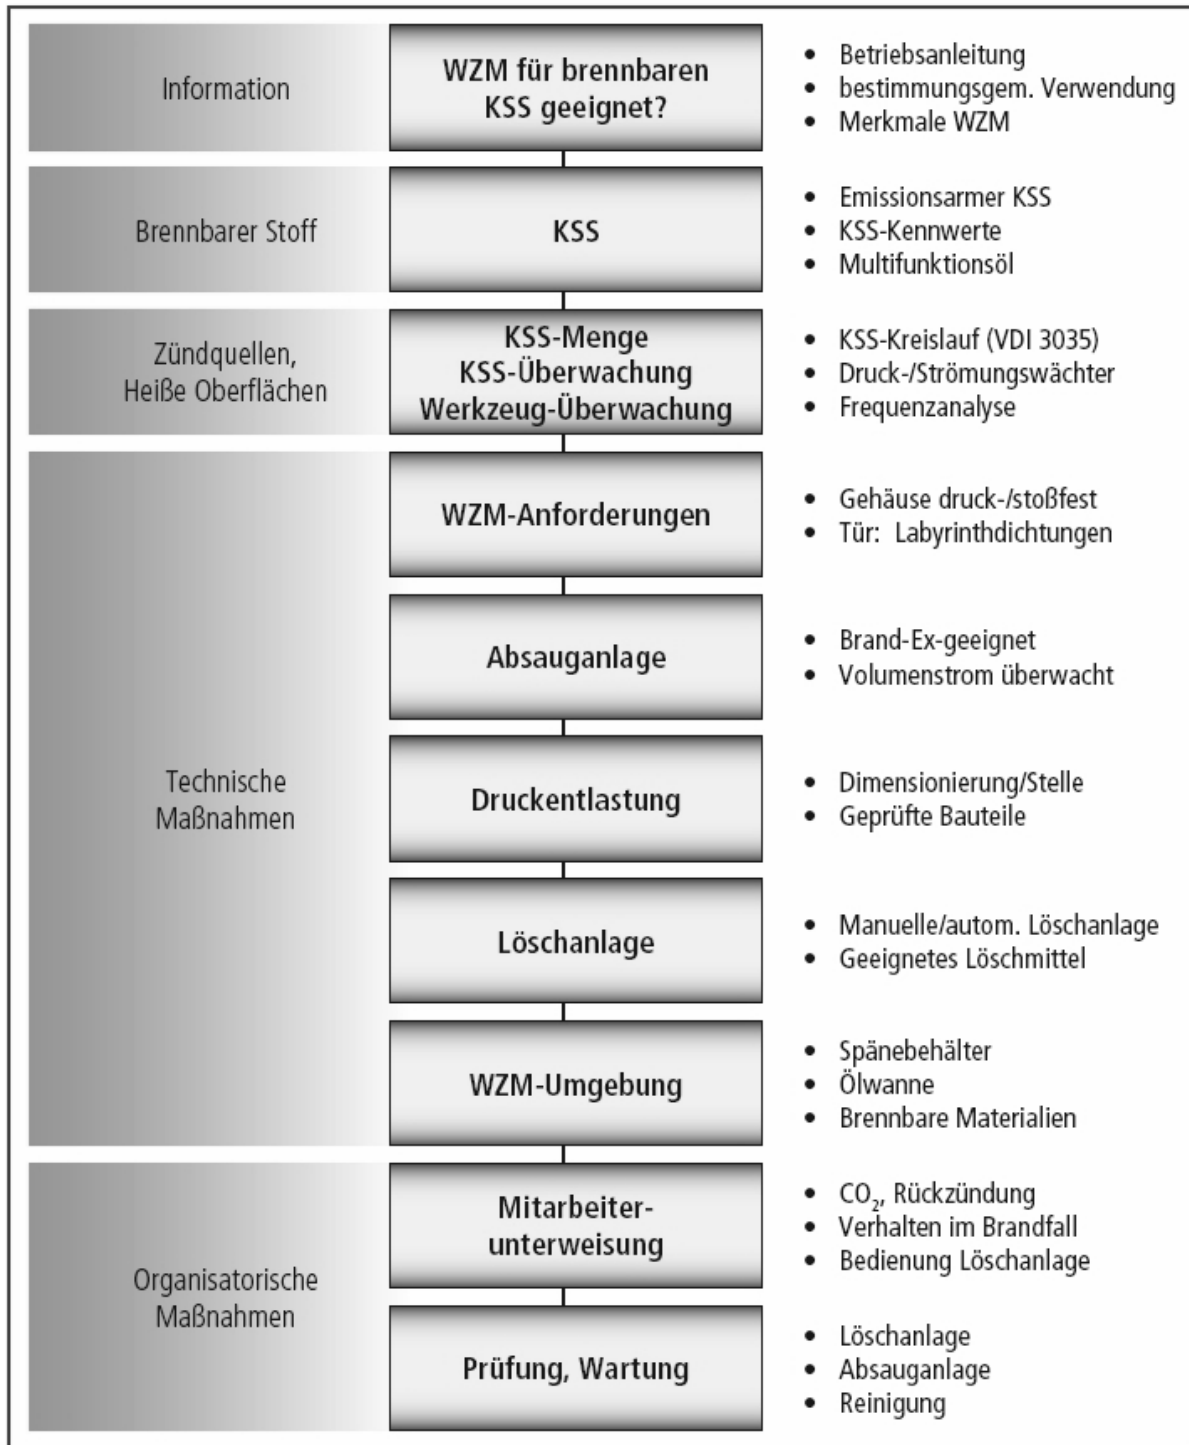 Information
WZM für brennbaren
KSS geeignet?
• Betriebsanleitung
• bestimmungsgem. Verwendung
• Merkmale WZM
Brennbarer Stoff
KSS
• Emissionsarmer KSS
• KSS-Kennwerte
• Multifunktionsöl
Zündquellen,
Heiße Oberflächen
KSS-Menge
KSS-Überwachung
Werkzeug-Überwachung
• KSS-Kreislauf (VDI 3035)
• Druck-/Strömungswächter
• Frequenzanalyse
Technische
Maßnahmen
WZM-Anforderungen
• Gehäuse druck-/stoßfest
• Tür: Labyrinthdichtungen
Absauganlage
• Brand-Ex-geeignet
• Volumenstrom überwacht
Druckentlastung
• Dimensionierung/Stelle
• Geprüfte Bauteile
Löschanlage
• Manuelle/autom. Löschanlage
• Geeignetes Löschmittel
WZM-Umgebung
• Spänebehälter
• Ölwanne
• Brennbare Materialien
Organisatorische
Maßnahmen
Mitarbeiter-
unterweisung
• CO₂, Rückzündung
• Verhalten im Brandfall
• Bedienung Löschanlage
Prüfung, Wartung
• Löschanlage
• Absauganlage
• Reinigung